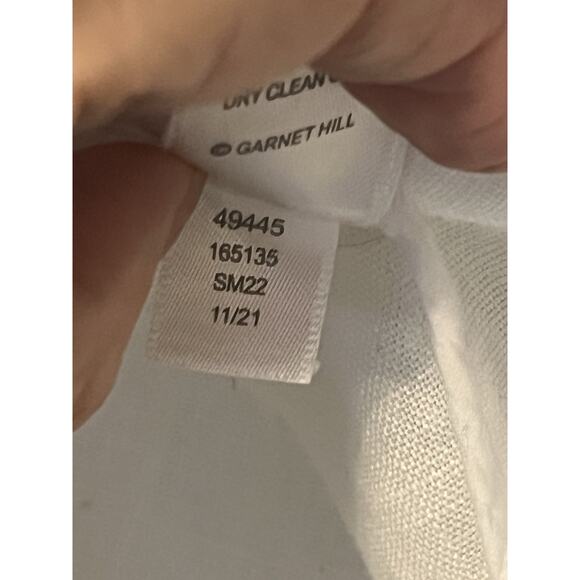 DRY CLEAN
© GARNET HILL
49445
165135
SM22
11/21